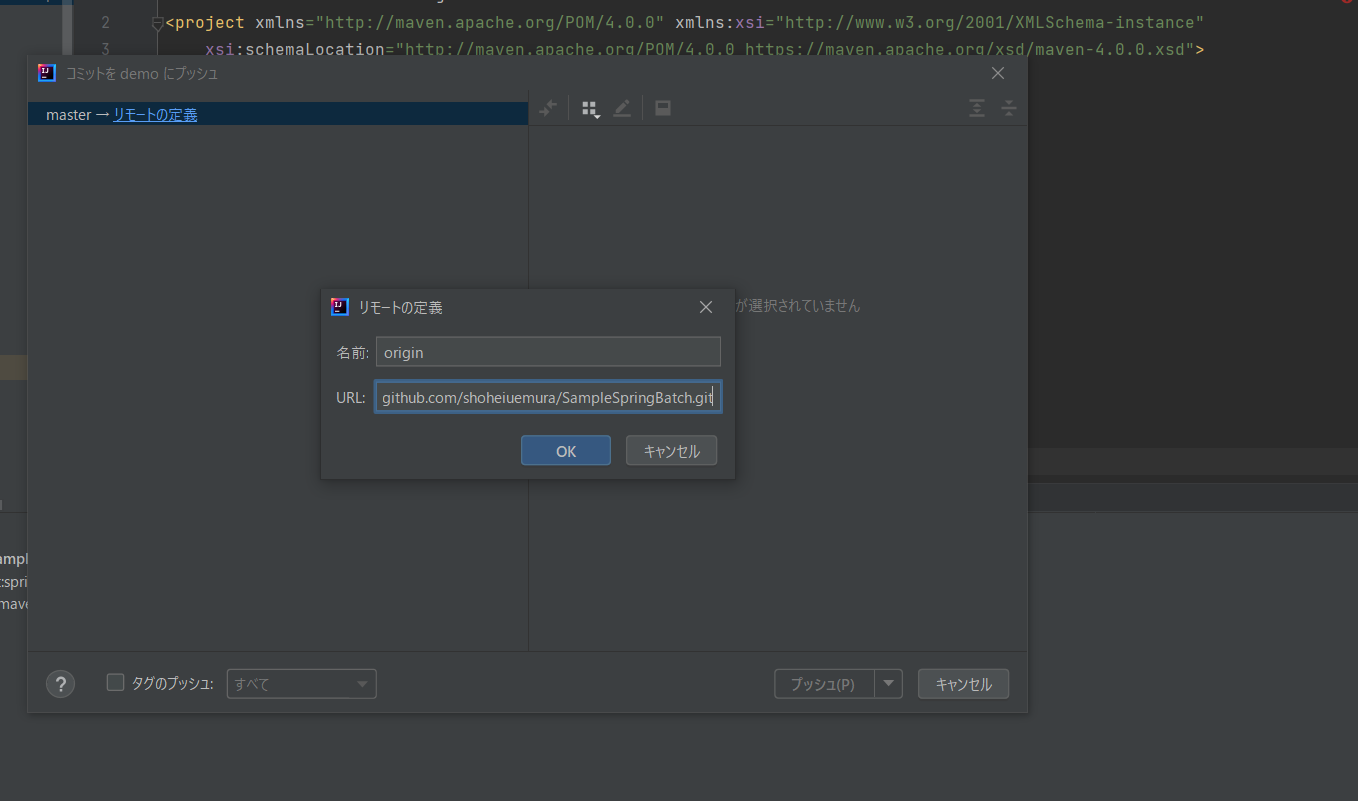 2 <project xmlns="http://maven.apache.org/POM/4.0.0" xmlns:xsi="http://www.w3.org/2001/XMLSchema-instance"
3 xsi:schemaLocation="http://maven.apache.org/POM/4.0.0 https://maven.apache.org/xsd/maven-4.0.0.xsd">
コミットを demo にプッシュ
master → リモートの定義
が選択されていません
リモートの定義
名前: origin
URL: github.com/shoheiuemura/SampleSpringBatch.git
OK キャンセル
ampl
:spri
mave
? タグのプッシュ: すべて プッシュ(P) キャンセル